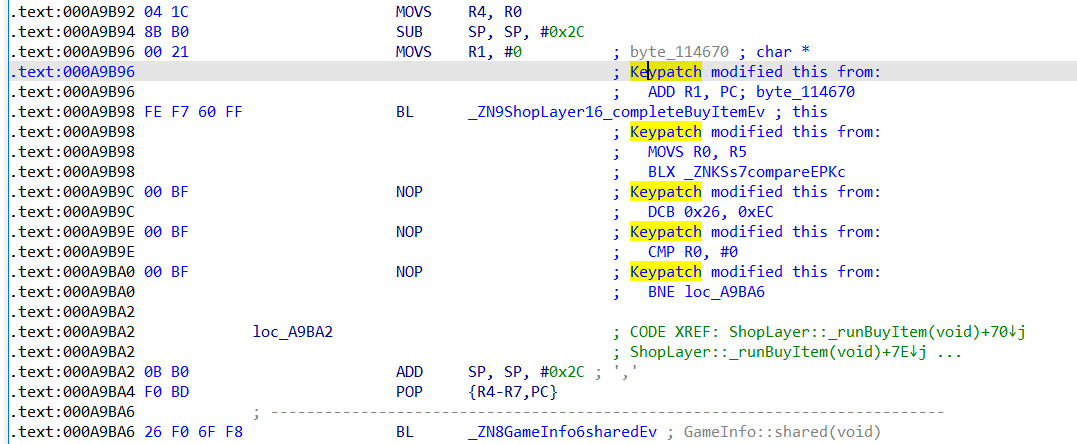 .text:000A9B92 04 1C MOVS R4, R0
.text:000A9B94 8B B0 SUB SP, SP, #0x2C
.text:000A9B96 00 21 MOVS R1, #0 ; byte_114670 ; char *
.text:000A9B96 ; Keypatch modified this from:
.text:000A9B96 ; ADD R1, PC; byte_114670
.text:000A9B98 FE F7 60 FF BL _ZN9ShopLayer16_completeBuyItemEv ; this
.text:000A9B98 ; Keypatch modified this from:
.text:000A9B98 ; MOVS R0, R5
.text:000A9B98 ; BLX _ZNKSs7compareEPKc
.text:000A9B9C 00 BF NOP ; Keypatch modified this from:
.text:000A9B9C ; DCB 0x26, 0xEC
.text:000A9B9E 00 BF NOP ; Keypatch modified this from:
.text:000A9B9E ; CMP R0, #0
.text:000A9BA0 00 BF NOP ; Keypatch modified this from:
.text:000A9BA0 ; BNE loc_A9BA6
.text:000A9BA2
.text:000A9BA2 loc_A9BA2 ; CODE XREF: ShopLayer::_runBuyItem(void)+70↓j
.text:000A9BA2 ; ShopLayer::_runBuyItem(void)+7E↓j ...
.text:000A9BA2 0B B0 ADD SP, SP, #0x2C ; ','
.text:000A9BA4 F0 BD POP {R4-R7,PC}
.text:000A9BA6 ; ---------------------------------------------------------------------------
.text:000A9BA6 26 F0 6F F8 BL _ZN8GameInfo6sharedEv ; GameInfo::shared(void)